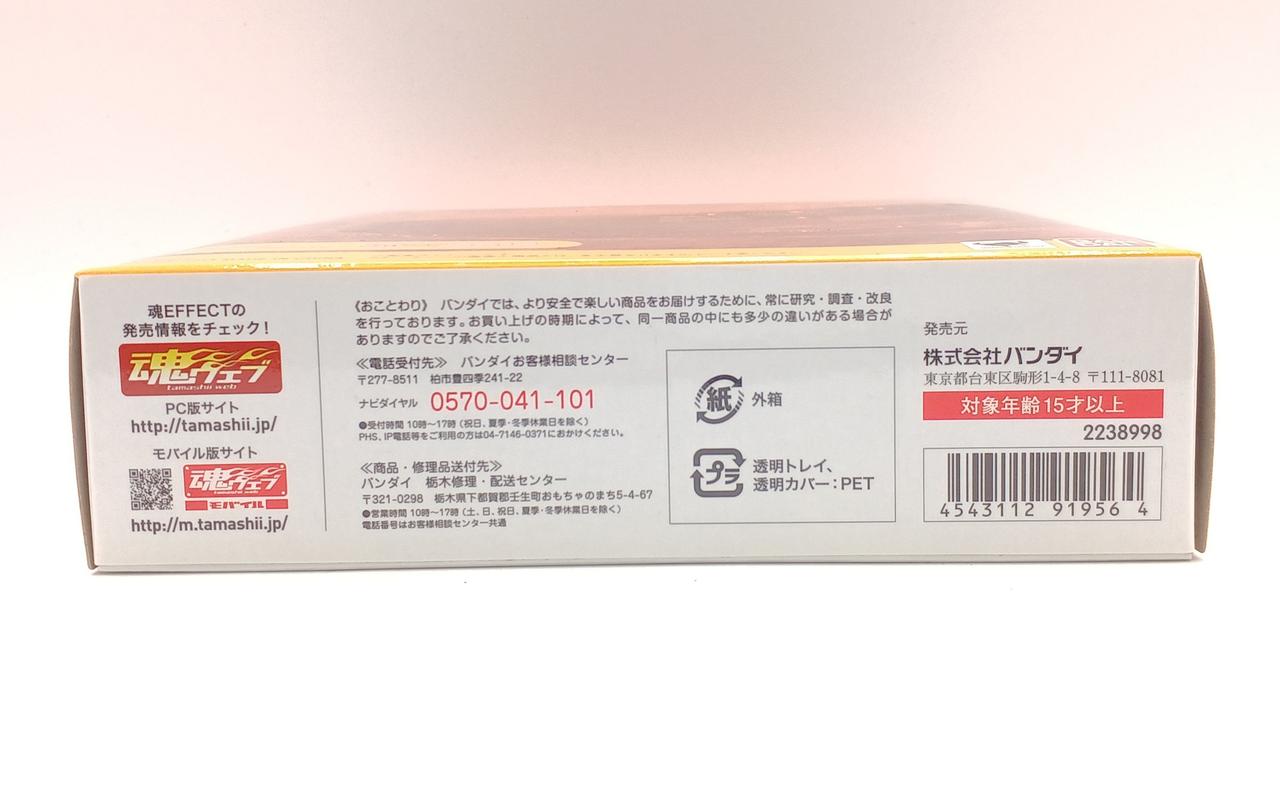 魂EFFECTの
発売情報をチェック!
魂ウェブ
tamashii web
PC版サイト
http://tamashii.jp/
モバイル版サイト
魂ウェブ
tamashii web
モバイル
http://m.tamashii.jp/
《おことわり》 バンダイでは、より安全で楽しい商品をお届けするために、常に研究・調査・改良
を行っております。お買い上げの時期によって、同一商品の中にも多少の違いがある場合が
ありますのでご了承ください。
≪電話受付先≫ バンダイお客様相談センター
〒277-8511 柏市豊四季241-22
ナビダイヤル 0570-041-101
●受付時間 10時~17時(祝日、夏季・冬季休業日を除く)
PHS、IP電話等をご利用の方は04-7146-0371におかけください。
≪商品・修理品送付先≫
バンダイ 栃木修理・配送センター
〒321-0298 栃木県下都賀郡壬生町おもちゃのまち5-4-67
●営業時間 10時~17時(土、日、祝日、夏季・冬季休業日を除く)
電話番号はお客様相談センター共通
紙 外箱
プラ 透明トレイ、
透明カバー:PET
発売元
株式会社バンダイ
東京都台東区駒形1-4-8 〒111-8081
対象年齢15才以上
2238998
4543112 919564